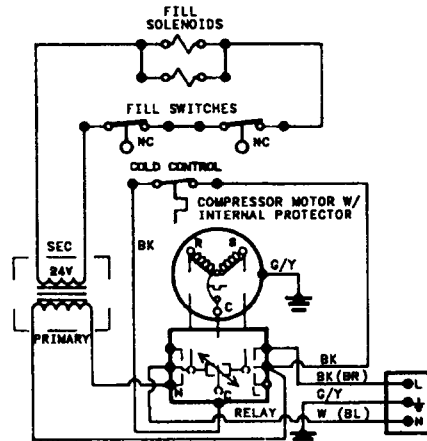 FILL
SOLENOIDS
FILL SWITCHES
NC
NC
COLD CONTROL
COMPRESSOR MOTOR W/
INTERNAL PROTECTOR
BK
SEC
24V
R
S
G/Y
C
PRIMARY
BK
BK(BR)
L
G/Y
N
C
L
RELAY
W (BL)
N